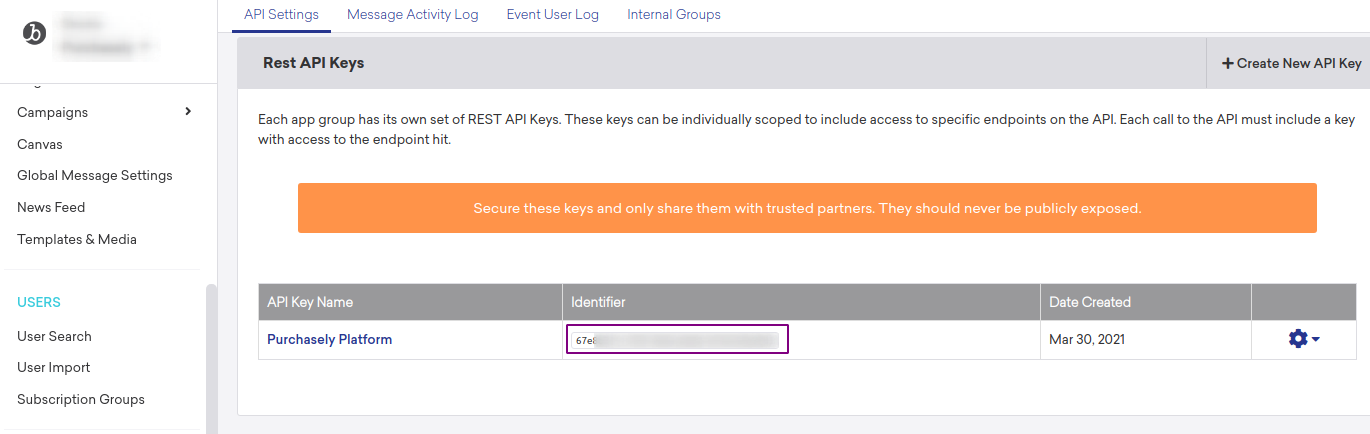 API Settings
Message Activity Log
Event User Log
Internal Groups
Campaigns
Canvas
Global Message Settings
News Feed
Templates & Media
USERS
User Search
User Import
Subscription Groups
Rest API Keys
+ Create New API Key
Each app group has its own set of REST API Keys. These keys can be individually scoped to include access to specific endpoints on the API. Each call to the API must include a key
with access to the endpoint hit.
Secure these keys and only share them with trusted partners. They should never be publicly exposed.
API Key Name
Identifier
Date Created
Purchasely Platform
67e
Mar 30, 2021